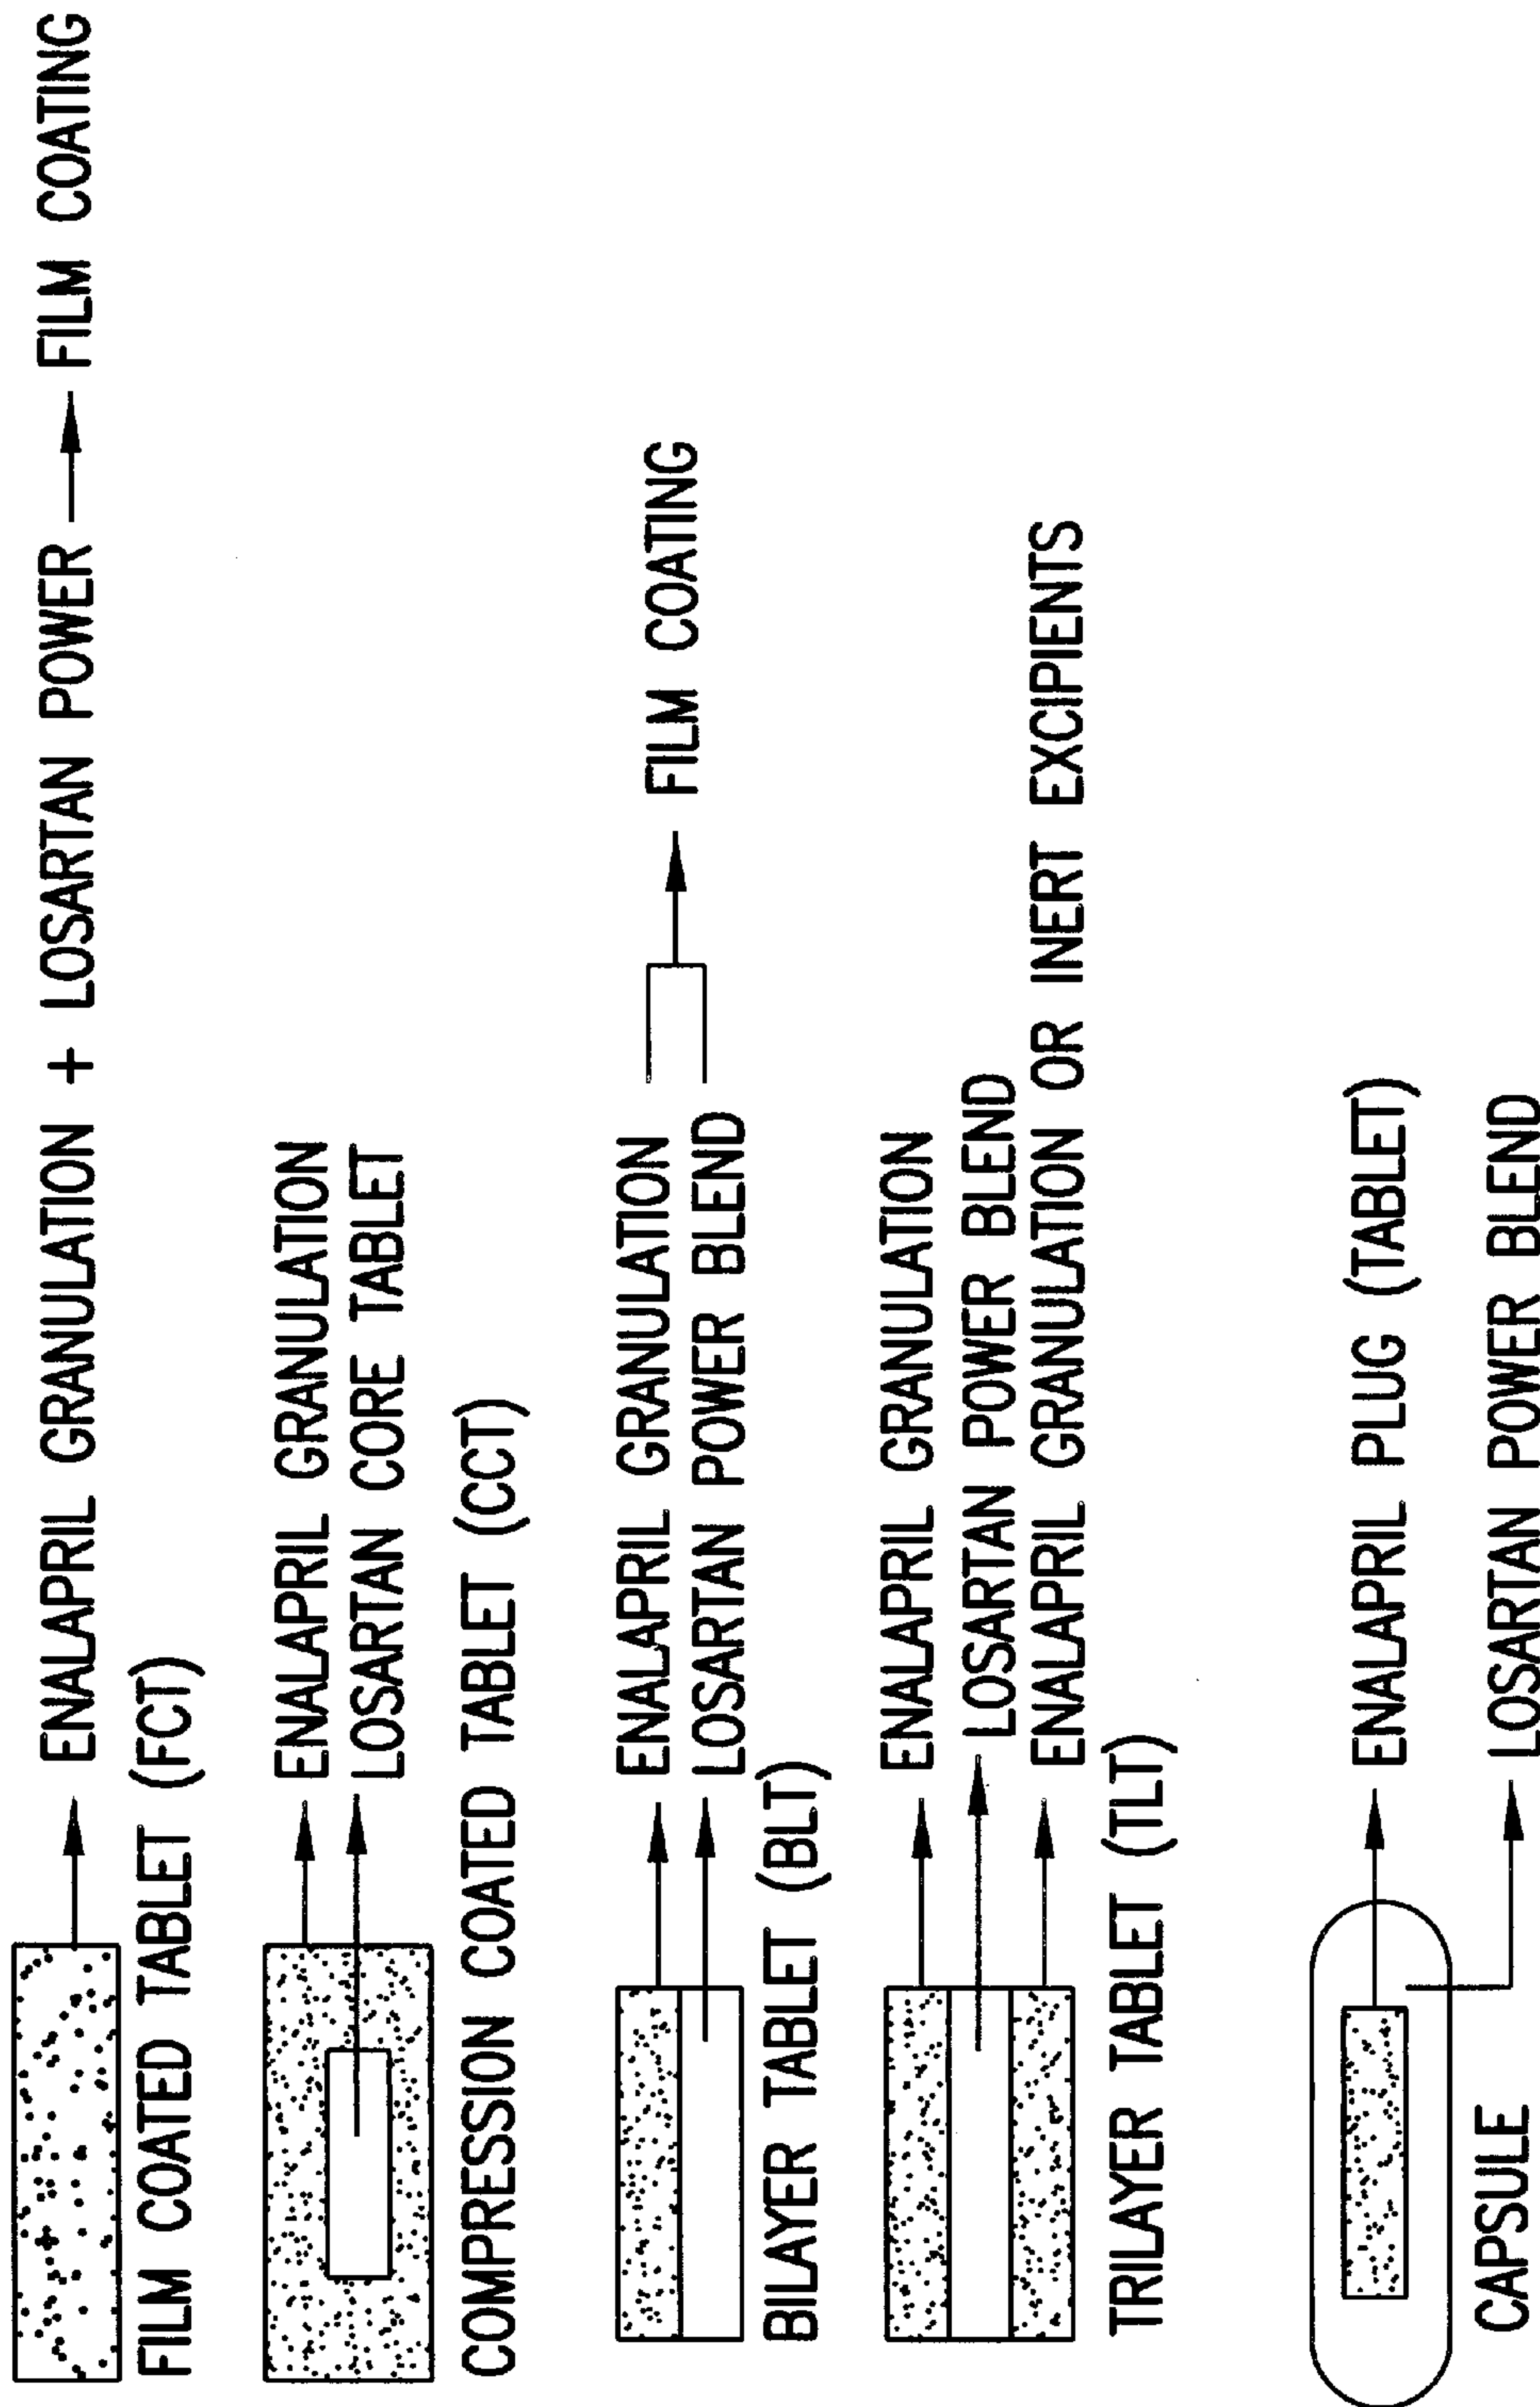 ENALAPRIL GRANULATION + LOSARTAN POWER → FILM COATING
FILM COATED TABLET (FCT)
ENALAPRIL GRANULATION
LOSARTAN CORE TABLET
COMPRESSION COATED TABLET (CCT)
ENALAPRIL GRANULATION
LOSARTAN POWER BLEND
FILM COATING
BILAYER TABLET (BLT)
ENALAPRIL GRANULATION
LOSARTAN POWER BLEND
ENALAPRIL GRANULATION OR INERT EXCIPIENTS
TRILAYER TABLET (TLT)
ENALAPRIL PLUG (TABLET)
LOSARTAN POWER BLEND
CAPSULE